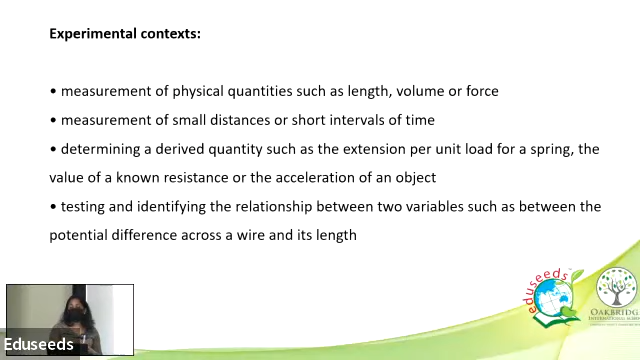 Experimental contexts:
• measurement of physical quantities such as length, volume or force
• measurement of small distances or short intervals of time
• determining a derived quantity such as the extension per unit load for a spring, the
value of a known resistance or the acceleration of an object
• testing and identifying the relationship between two variables such as between the
potential difference across a wire and its length
eduseeds
Eduseeds